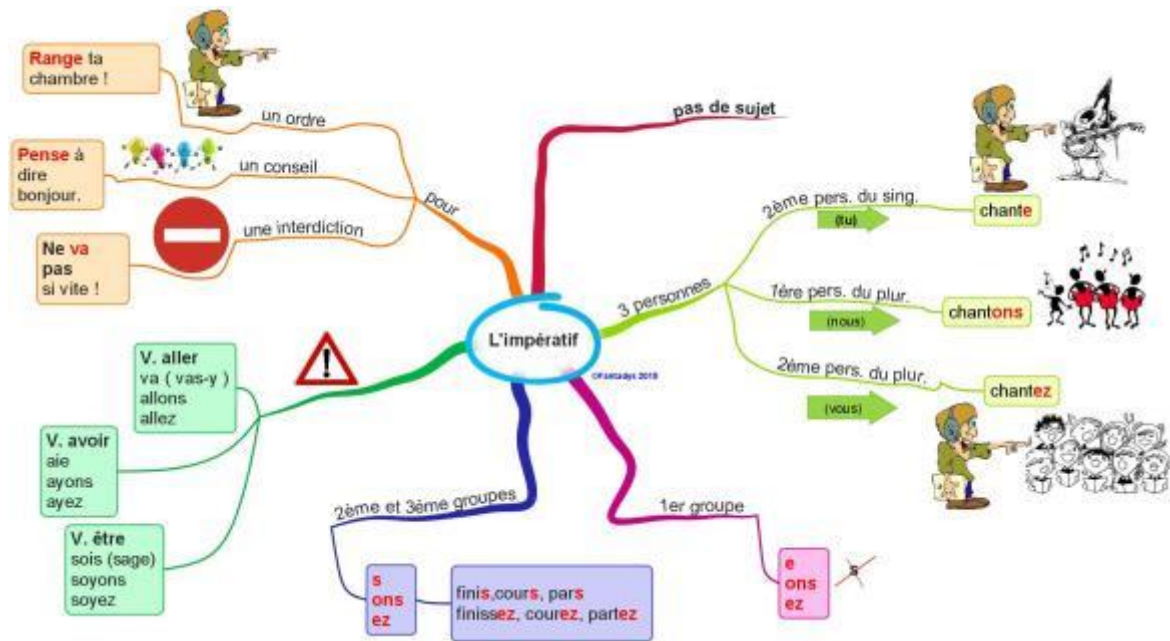 L'impératif
©Fantadys 2018
pas de sujet
3 personnes
2ème pers. du sing.
(tu)
chante
1ère pers. du plur.
(nous)
chantons
2ème pers. du plur.
(vous)
chantez
1er groupe
e
ons
ez
s
2ème et 3ème groupes
s
ons
ez
finis,cours, pars
finissez, courez, partez
V. aller
va ( vas-y )
allons
allez
V. avoir
aie
ayons
ayez
V. être
sois (sage)
soyons
soyez
pour
un ordre
Range ta
chambre !
un conseil
Pense à
dire
bonjour.
une interdiction
Ne va
pas
si vite !